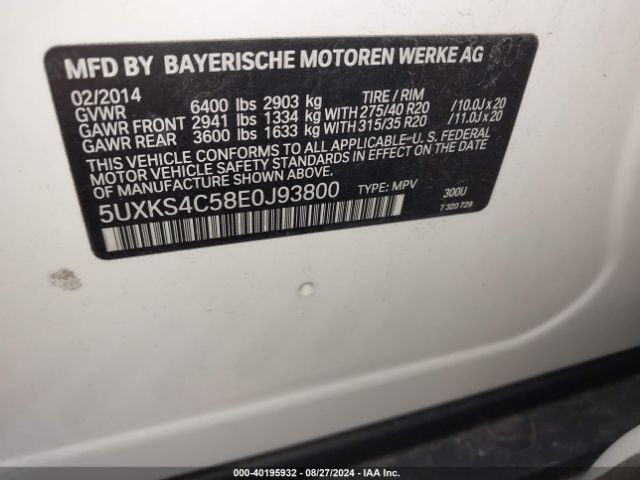 MFD BY BAYERISCHE MOTOREN WERKE AG
02/2014 TIRE / RIM
GVWR 6400 lbs 2903 kg
GAWR FRONT 2941 lbs 1334 kg WITH 275/40 R20 /10.0J x 20
GAWR REAR 3600 lbs 1633 kg WITH 315/35 R20 /11.0J x 20
THIS VEHICLE CONFORMS TO ALL APPLICABLE U. S. FEDERAL
MOTOR VEHICLE SAFETY STANDARDS IN EFFECT ON THE
DATE OF MANUFACTURE SHOWN ABOVE.
5UXKS4C58E0J93800 TYPE: MPV 300U
7 320 729
000-40195932 - 08/27/2024 - IAA Inc.